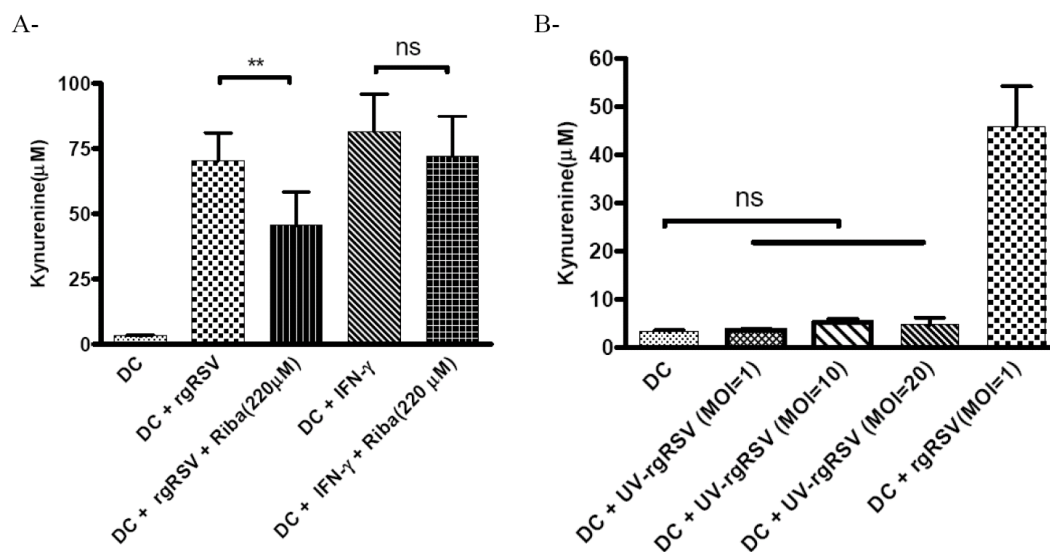 A-
**
ns
100
75
50
25
0
Kynurenine(µM)
DC
DC + rgRSV
DC + rgRSV + Riba(220µM)
DC + IFN-γ
DC + IFN-γ + Riba(220 µM)
B-
60
50
40
30
20
10
0
Kynurenine(µM)
ns
DC
DC + UV-rgRSV (MOI=1)
DC + UV-rgRSV (MOI=10)
DC + UV-rgRSV (MOI=20)
DC + rgRSV(MOI=1)